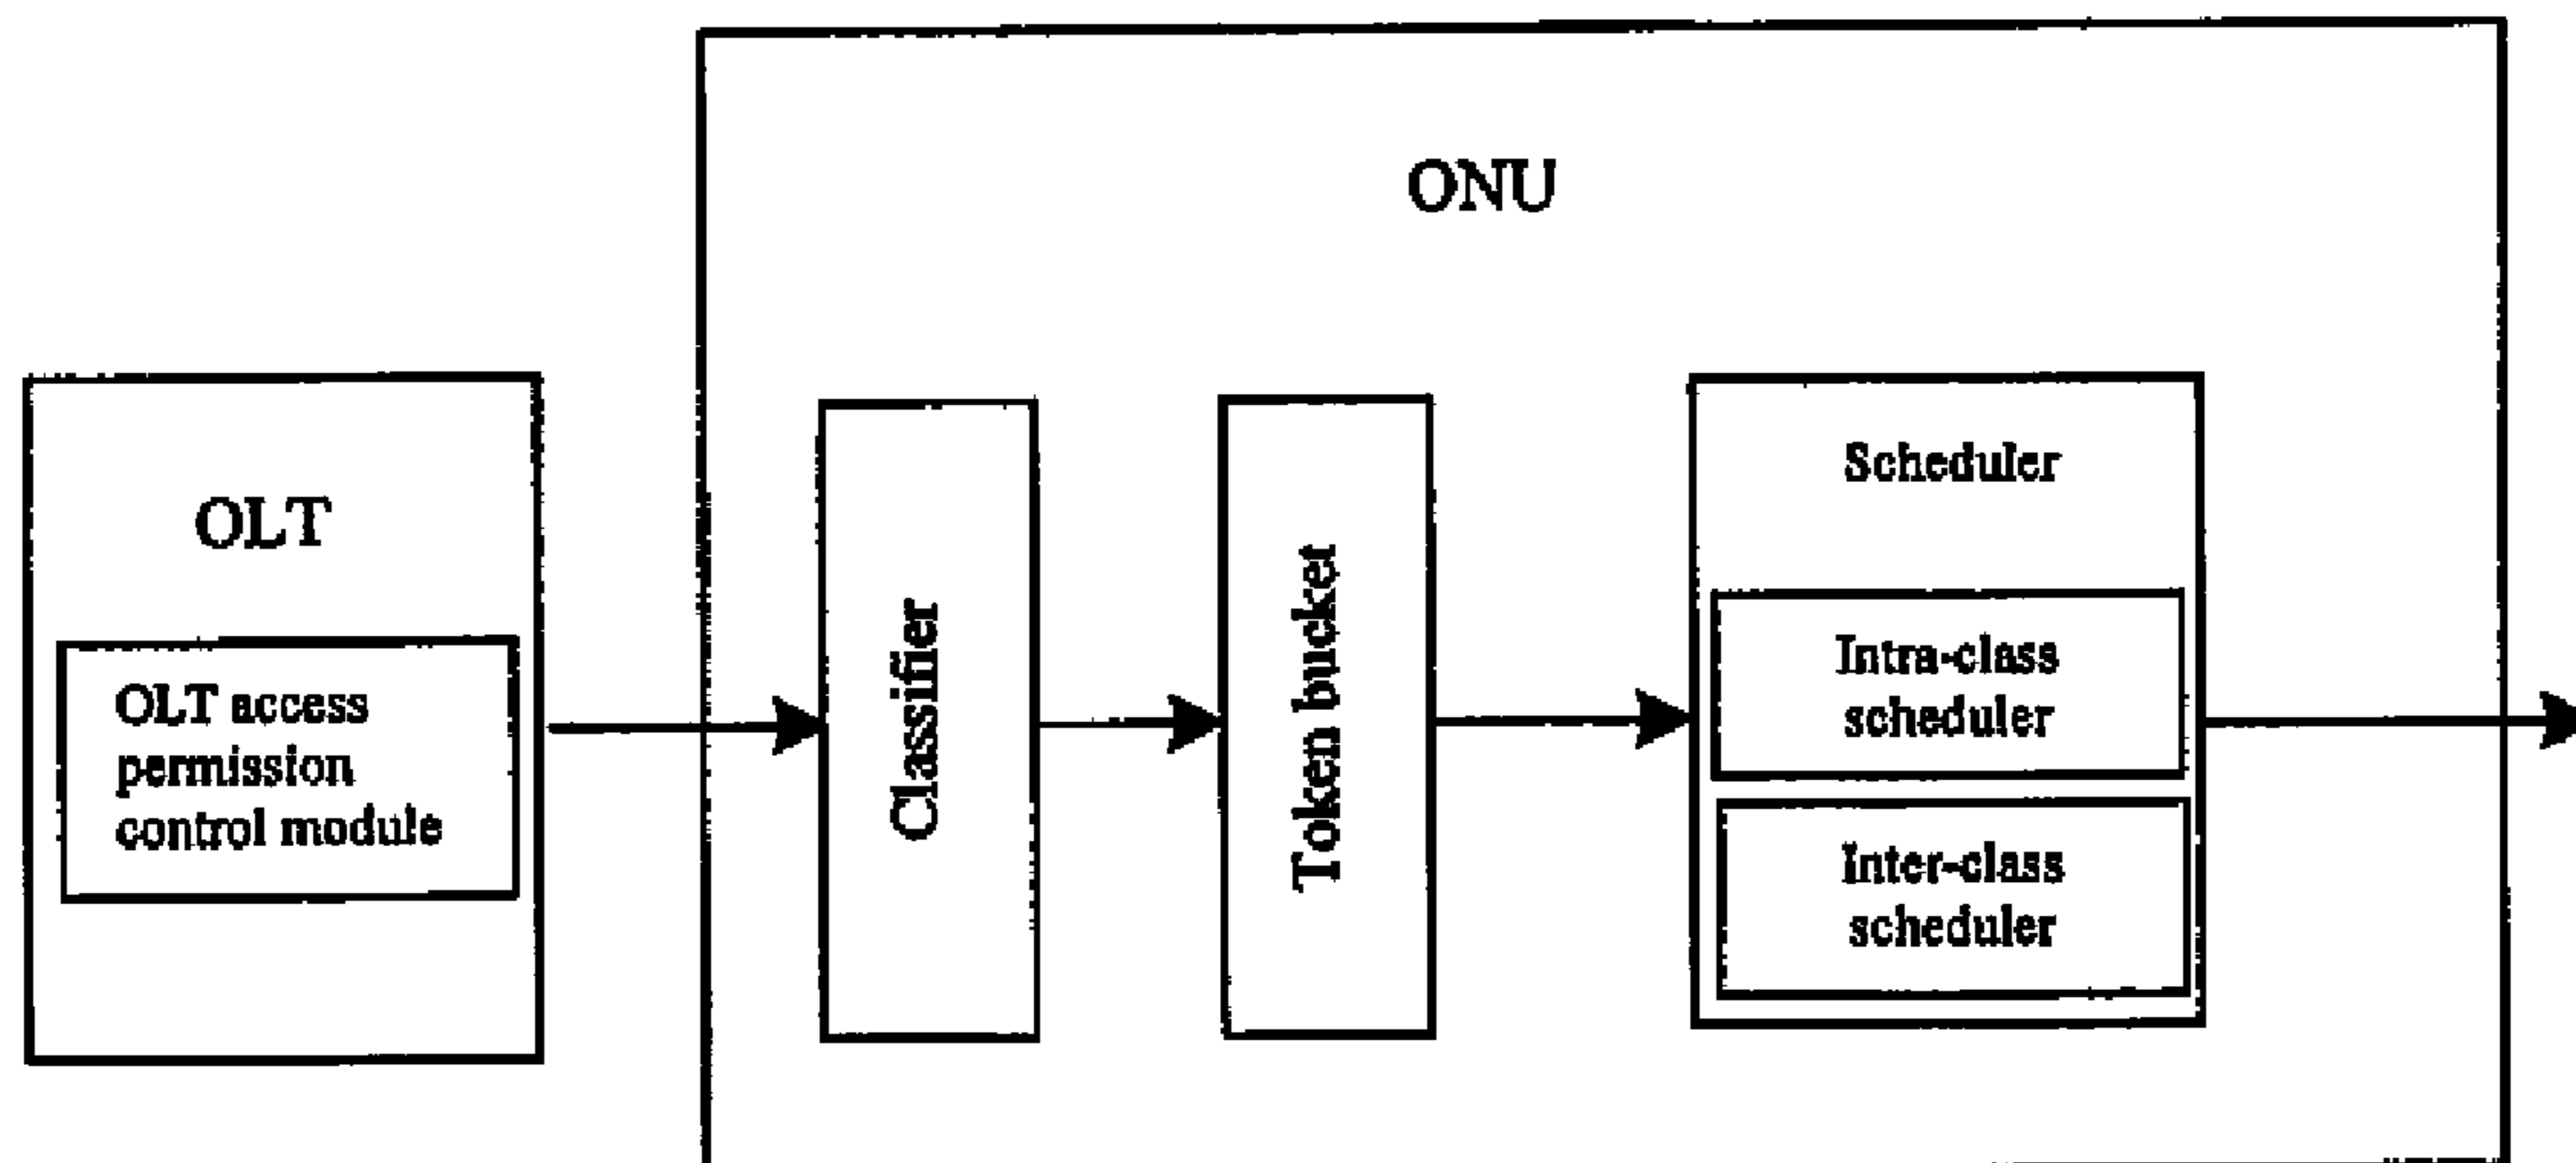 ONU
OLT
OLT access
permission
control module
Classifier
Token bucket
Scheduler
Intra-class
scheduler
Inter-class
scheduler